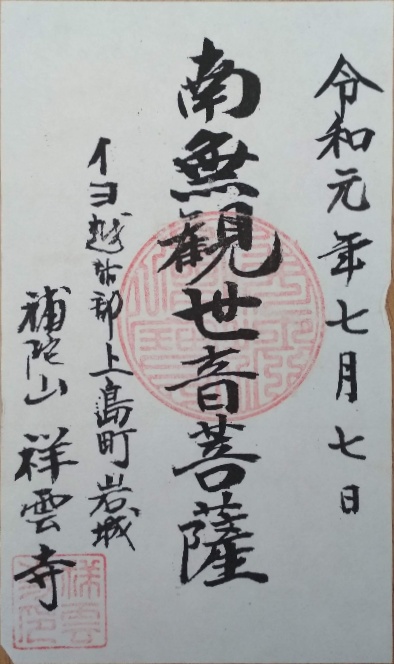 令和元年七月七日
南無観世音菩薩
イヨ越智郡上島町岩城
補陀山祥雲寺